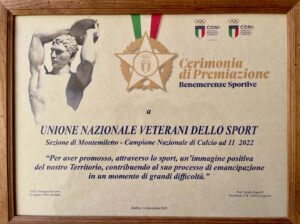 CONI
CONI
Cerimonia
di Premiazione
Benemerenze Sportive
a
UNIONE NAZIONALE VETERANI DELLO SPORT
Sezione di Montemiletto - Campione Nazionale di Calcio ad 11 2022
"Per aver promosso, attraverso lo sport, un'immagine positiva
del nostro Territorio, contribuendo al suo processo di emancipazione
in un momento di grandi difficoltà."